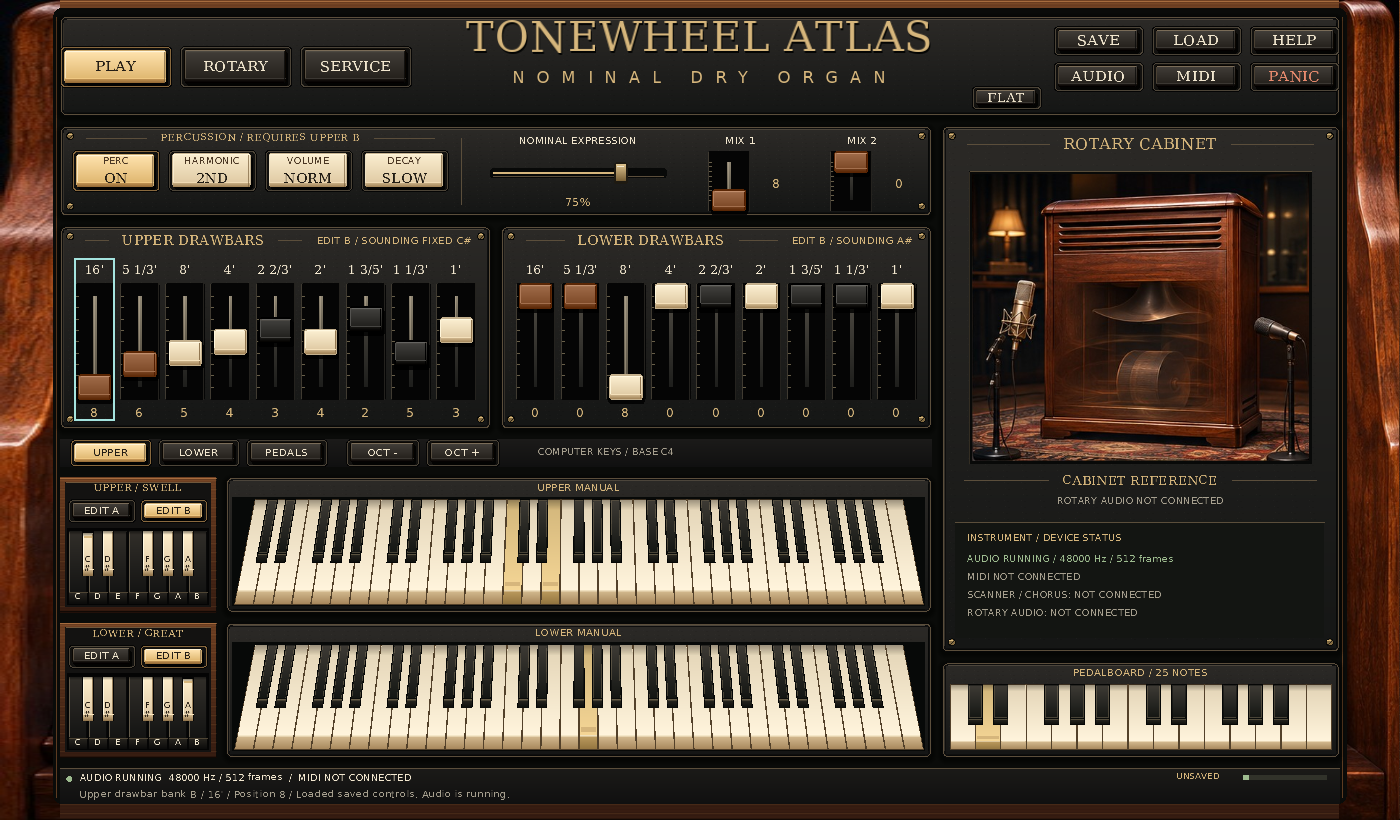 TONEWHEEL ATLAS
NOMINAL DRY ORGAN
PLAY ROTARY SERVICE
SAVE LOAD HELP
AUDIO MIDI PANIC
FLAT
PERCUSSION / REQUIRES UPPER B
PERC HARMONIC VOLUME DECAY
ON 2ND NORM SLOW
NOMINAL EXPRESSION
75%
MIX 1 MIX 2
8 0
UPPER DRAWBARS EDIT B / SOUNDING FIXED C#
16' 5 1/3' 8' 4' 2 2/3' 2' 1 3/5' 1 1/3' 1'
8 6 5 4 3 4 2 5 3
LOWER DRAWBARS EDIT B / SOUNDING A#
16' 5 1/3' 8' 4' 2 2/3' 2' 1 3/5' 1 1/3' 1'
0 0 8 0 0 0 0 0 0
ROTARY CABINET
CABINET REFERENCE
ROTARY AUDIO NOT CONNECTED
INSTRUMENT / DEVICE STATUS
AUDIO RUNNING / 48000 Hz / 512 frames
MIDI NOT CONNECTED
SCANNER / CHORUS: NOT CONNECTED
ROTARY AUDIO: NOT CONNECTED
UPPER LOWER PEDALS OCT - OCT + COMPUTER KEYS / BASE C4
UPPER / SWELL
EDIT A EDIT B
C# D# F# G# A#
C D E F G A B
UPPER MANUAL
LOWER / GREAT
EDIT A EDIT B
C# D# F# G# A#
C D E F G A B
LOWER MANUAL
PEDALBOARD / 25 NOTES
AUDIO RUNNING 48000 Hz / 512 frames / MIDI NOT CONNECTED
Upper drawbar bank B / 16' / Position 8 / Loaded saved controls. Audio is running.
UNSAVED